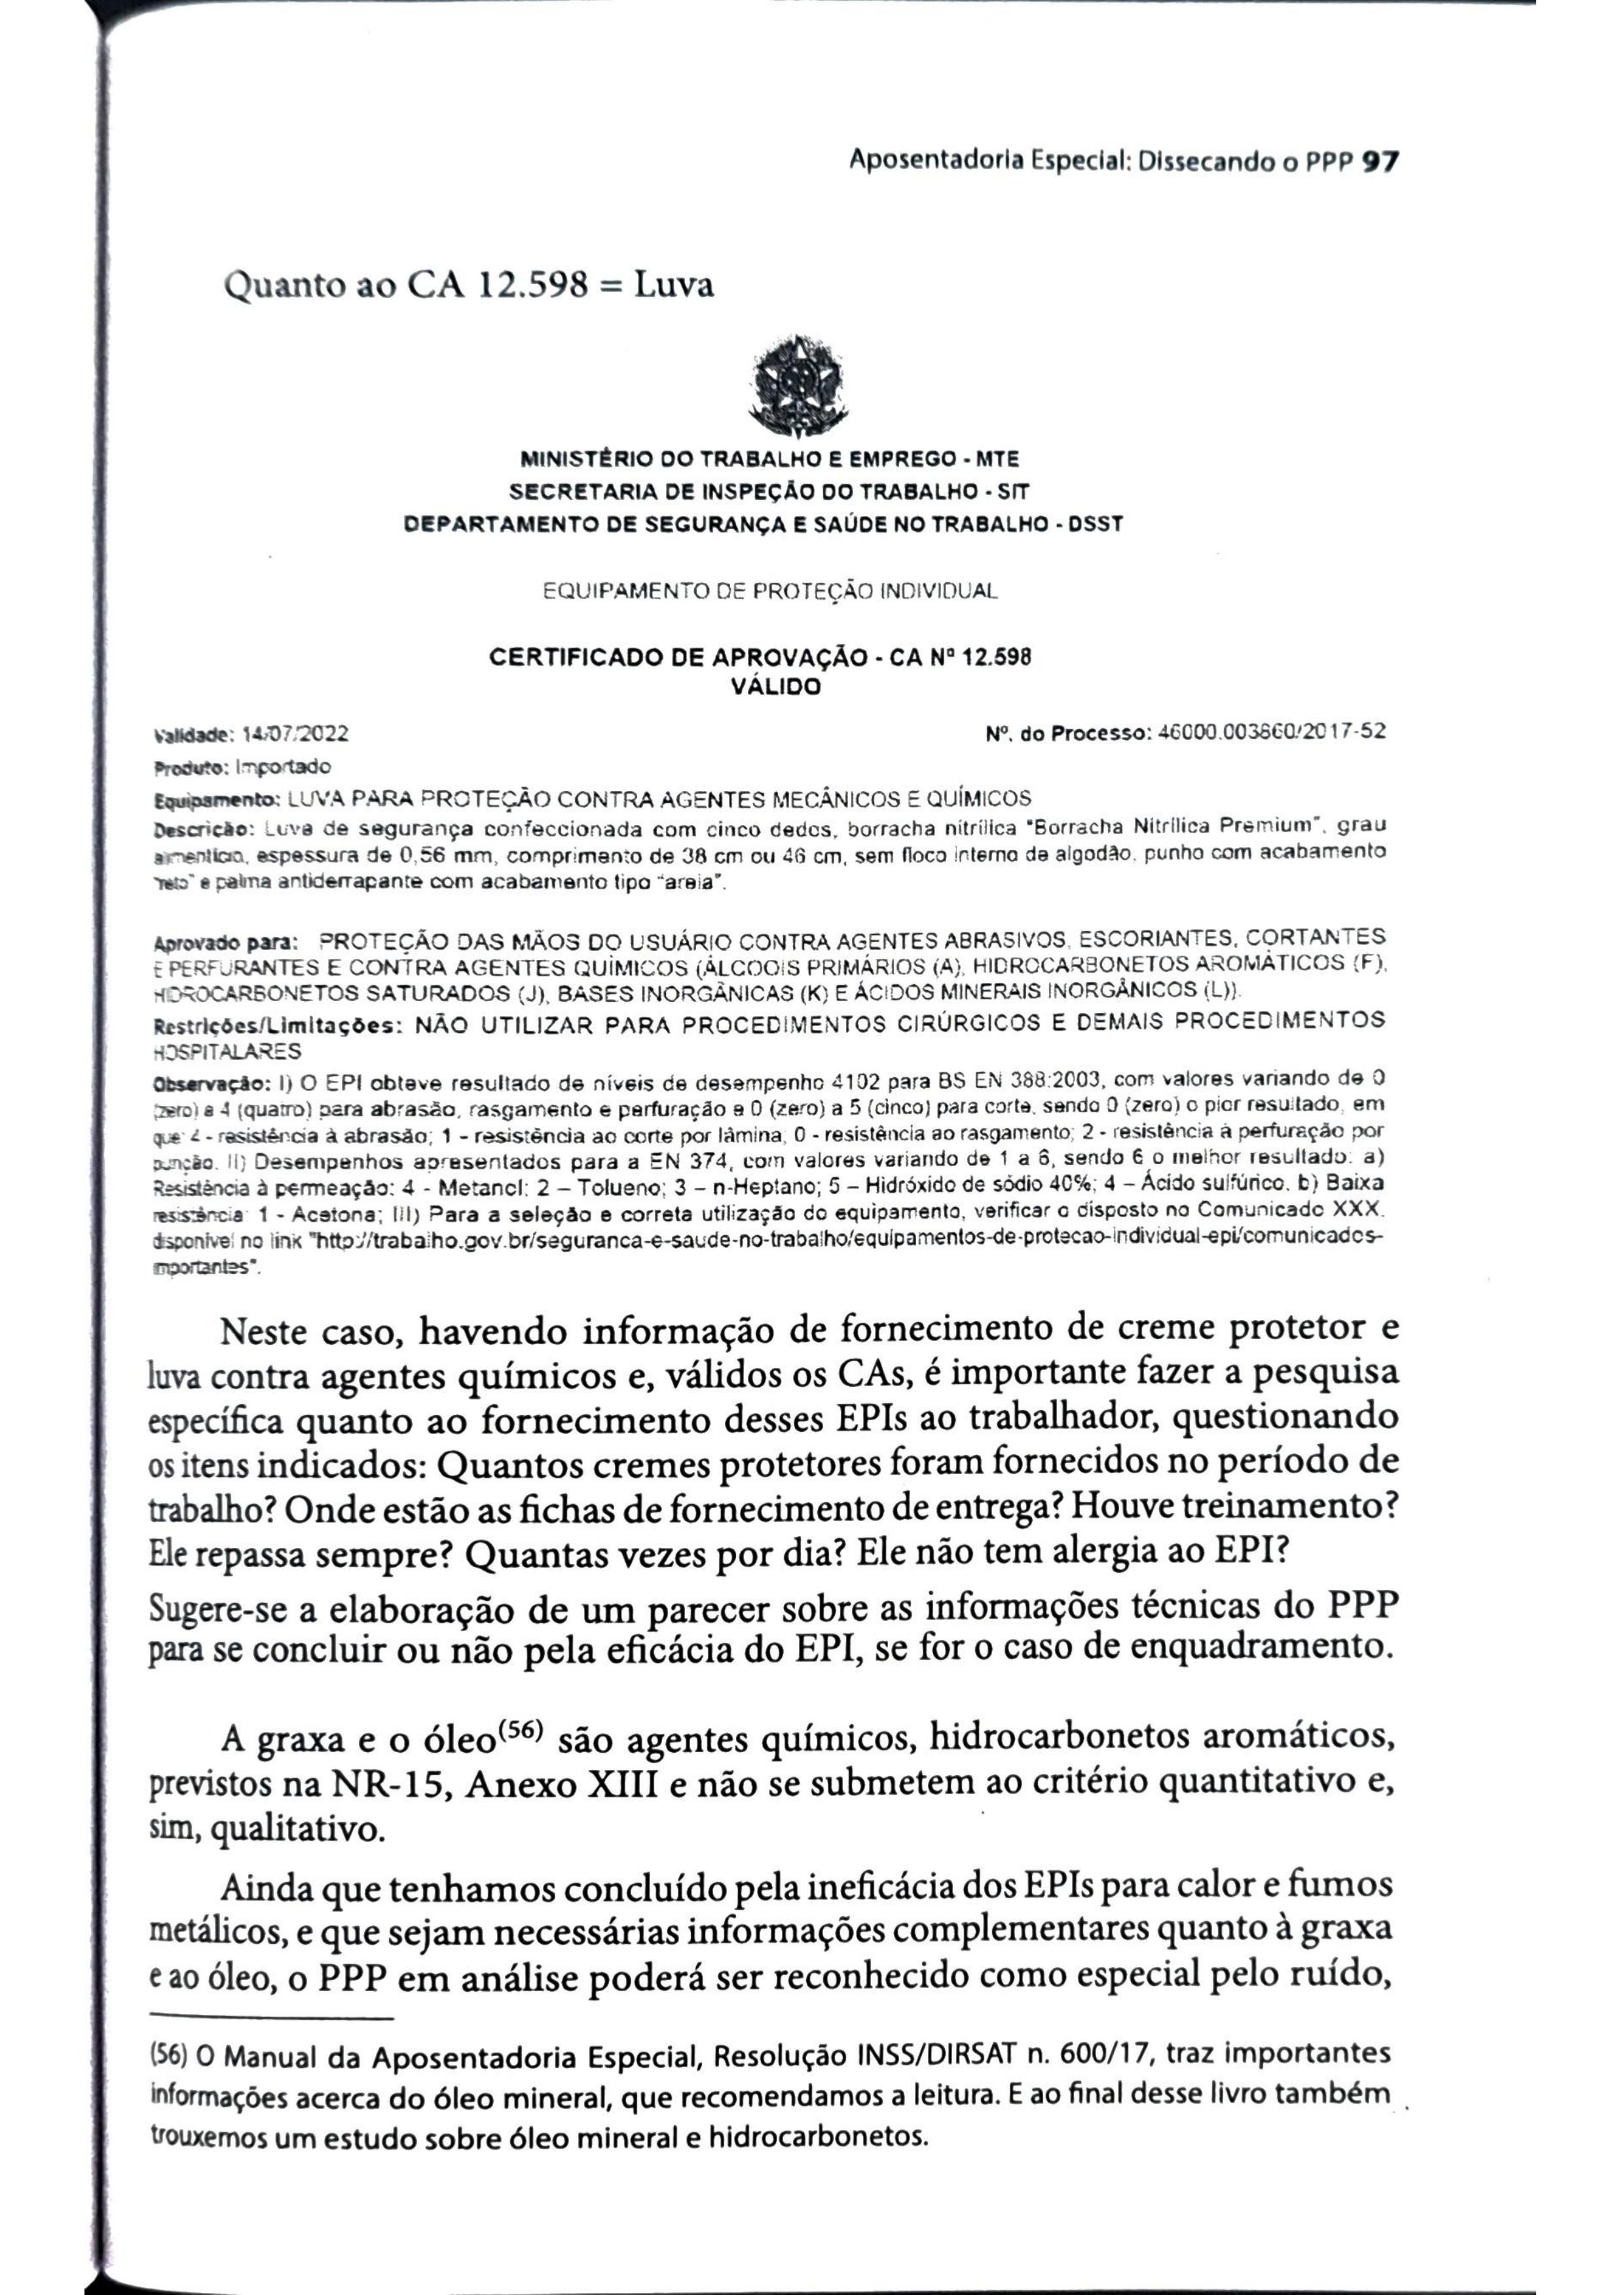 Aposentadoria Especial: Dissecando o PPP 97
Quanto ao CA 12.598 = Luva
MINISTÉRIO DO TRABALHO E EMPREGO - MTE
SECRETARIA DE INSPEÇÃO DO TRABALHO - SIT
DEPARTAMENTO DE SEGURANÇA E SAÚDE NO TRABALHO - DSST
EQUIPAMENTO DE PROTEÇÃO INDIVIDUAL
CERTIFICADO DE APROVAÇÃO - CA Nº 12.598
VÁLIDO
Validade: 14/07/2022 Nº. do Processo: 46000.003860/2017-52
Produto: Importado
Equipamento: LUVA PARA PROTEÇÃO CONTRA AGENTES MECÂNICOS E QUÍMICOS
Descrição: Luva de segurança confeccionada com cinco dedos, borracha nitrílica "Borracha Nitrílica Premium", grau
alimentício, espessura de 0,56 mm, comprimento de 38 cm ou 46 cm, sem floco interno de algodão, punho com acabamento
"reto" e palma antiderrapante com acabamento tipo "areia".
Aprovado para: PROTEÇÃO DAS MÃOS DO USUÁRIO CONTRA AGENTES ABRASIVOS, ESCORIANTES, CORTANTES
E PERFURANTES E CONTRA AGENTES QUÍMICOS (ÁLCOOIS PRIMÁRIOS (A), HIDROCARBONETOS AROMÁTICOS (F),
HIDROCARBONETOS SATURADOS (J), BASES INORGÂNICAS (K) E ÁCIDOS MINERAIS INORGÂNICOS (L)).
Restrições/Limitações: NÃO UTILIZAR PARA PROCEDIMENTOS CIRÚRGICOS E DEMAIS PROCEDIMENTOS
HOSPITALARES
Observação: I) O EPI obteve resultado de níveis de desempenho 4102 para BS EN 388:2003, com valores variando de 0
(zero) a 4 (quatro) para abrasão, rasgamento e perfuração e 0 (zero) a 5 (cinco) para corte, sendo 0 (zero) o pior resultado, em
que: 4 - resistência à abrasão; 1 - resistência ao corte por lâmina; 0 - resistência ao rasgamento; 2 - resistência à perfuração por
punção. II) Desempenhos apresentados para a EN 374, com valores variando de 1 a 6, sendo 6 o melhor resultado: a)
Resistência à permeação: 4 - Metanol; 2 – Tolueno; 3 – n-Heptano; 5 – Hidróxido de sódio 40%; 4 – Ácido sulfúrico. b) Baixa
resistência: 1 - Acetona; III) Para a seleção e correta utilização do equipamento, verificar o disposto no Comunicado XXX,
disponível no link "http://trabalho.gov.br/seguranca-e-saude-no-trabalho/equipamentos-de-protecao-individual-epi/comunicados-
importantes".
Neste caso, havendo informação de fornecimento de creme protetor e
luva contra agentes químicos e, válidos os CAs, é importante fazer a pesquisa
específica quanto ao fornecimento desses EPIs ao trabalhador, questionando
os itens indicados: Quantos cremes protetores foram fornecidos no período de
trabalho? Onde estão as fichas de fornecimento de entrega? Houve treinamento?
Ele repassa sempre? Quantas vezes por dia? Ele não tem alergia ao EPI?
Sugere-se a elaboração de um parecer sobre as informações técnicas do PPP
para se concluir ou não pela eficácia do EPI, se for o caso de enquadramento.
A graxa e o óleo(56) são agentes químicos, hidrocarbonetos aromáticos,
previstos na NR-15, Anexo XIII e não se submetem ao critério quantitativo e,
sim, qualitativo.
Ainda que tenhamos concluído pela ineficácia dos EPIs para calor e fumos
metálicos, e que sejam necessárias informações complementares quanto à graxa
e ao óleo, o PPP em análise poderá ser reconhecido como especial pelo ruído,
(56) O Manual da Aposentadoria Especial, Resolução INSS/DIRSAT n. 600/17, traz importantes
informações acerca do óleo mineral, que recomendamos a leitura. E ao final desse livro também
trouxemos um estudo sobre óleo mineral e hidrocarbonetos.